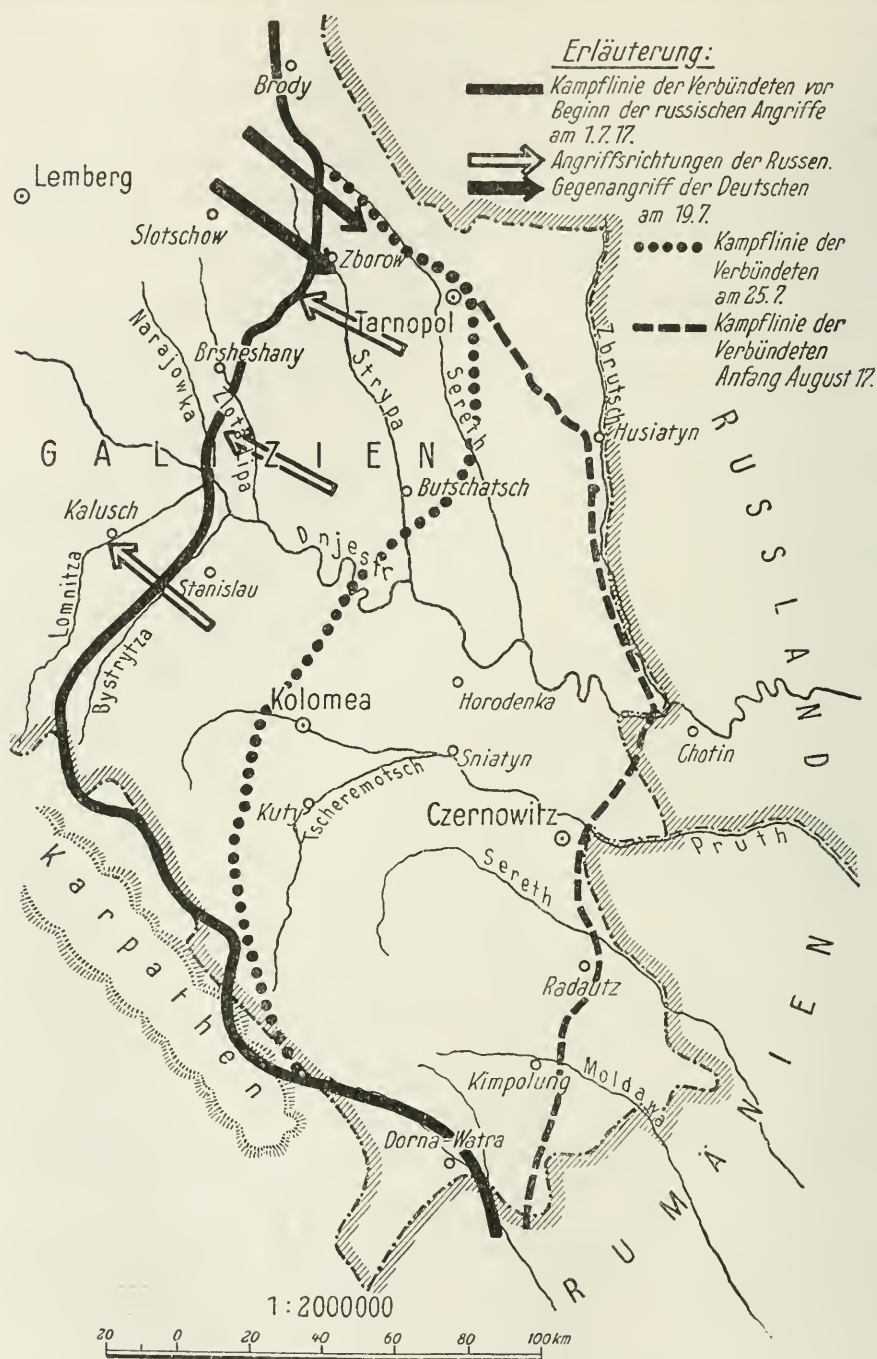 Erläuterung:
Kampflinie der Verbündeten vor
Beginn der russischen Angriffe
am 1.7.17.
Angriffsrichtungen der Russen.
Gegenangriff der Deutschen
am 19.7.
Kampflinie der
Verbündeten
am 25.7.
Kampflinie der
Verbündeten
Anfang August 17.
Brody
Lemberg
Slotschow
Zborow
Tarnopol
Narajowka
Brsheshany
Zlota Lipa
Strypa
Sereth
Zbrutsch
Husiatyn
GALIZIEN
RUSSLAND
Kalusch
Butschatsch
Dnjestr
Lomnitza
Stanislau
Bystrytza
Kolomea
Horodenka
Chotin
Sniatyn
Kuty
Tscheremotsch
Czernowitz
Pruth
Karpathen
Sereth
Radautz
Kimpolung
Moldawa
Dorna-Watra
RUMÄNIEN
1:2000000
20 0 20 40 60 80 100 km